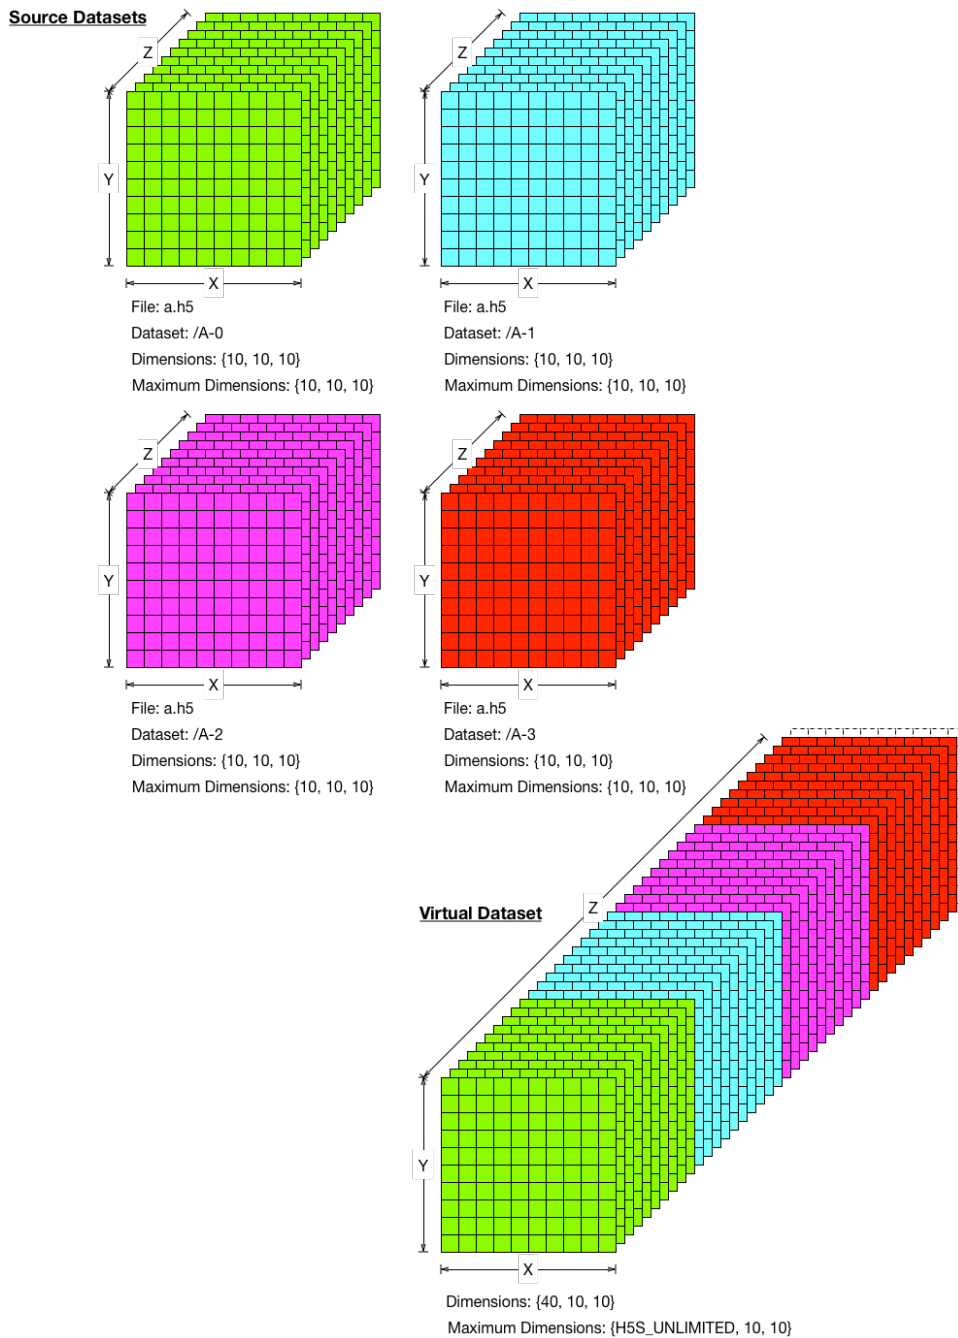 Source Datasets
Z
Z
Y
Y
X
X
File: a.h5
Dataset: /A-0
Dimensions: {10, 10, 10}
Maximum Dimensions: {10, 10, 10}
File: a.h5
Dataset: /A-1
Dimensions: {10, 10, 10}
Maximum Dimensions: {10, 10, 10}
Z
Z
Y
Y
X
X
File: a.h5
Dataset: /A-2
Dimensions: {10, 10, 10}
Maximum Dimensions: {10, 10, 10}
File: a.h5
Dataset: /A-3
Dimensions: {10, 10, 10}
Maximum Dimensions: {10, 10, 10}
Virtual Dataset
Z
Y
X
Dimensions: {40, 10, 10}
Maximum Dimensions: {H5S_UNLIMITED, 10, 10}